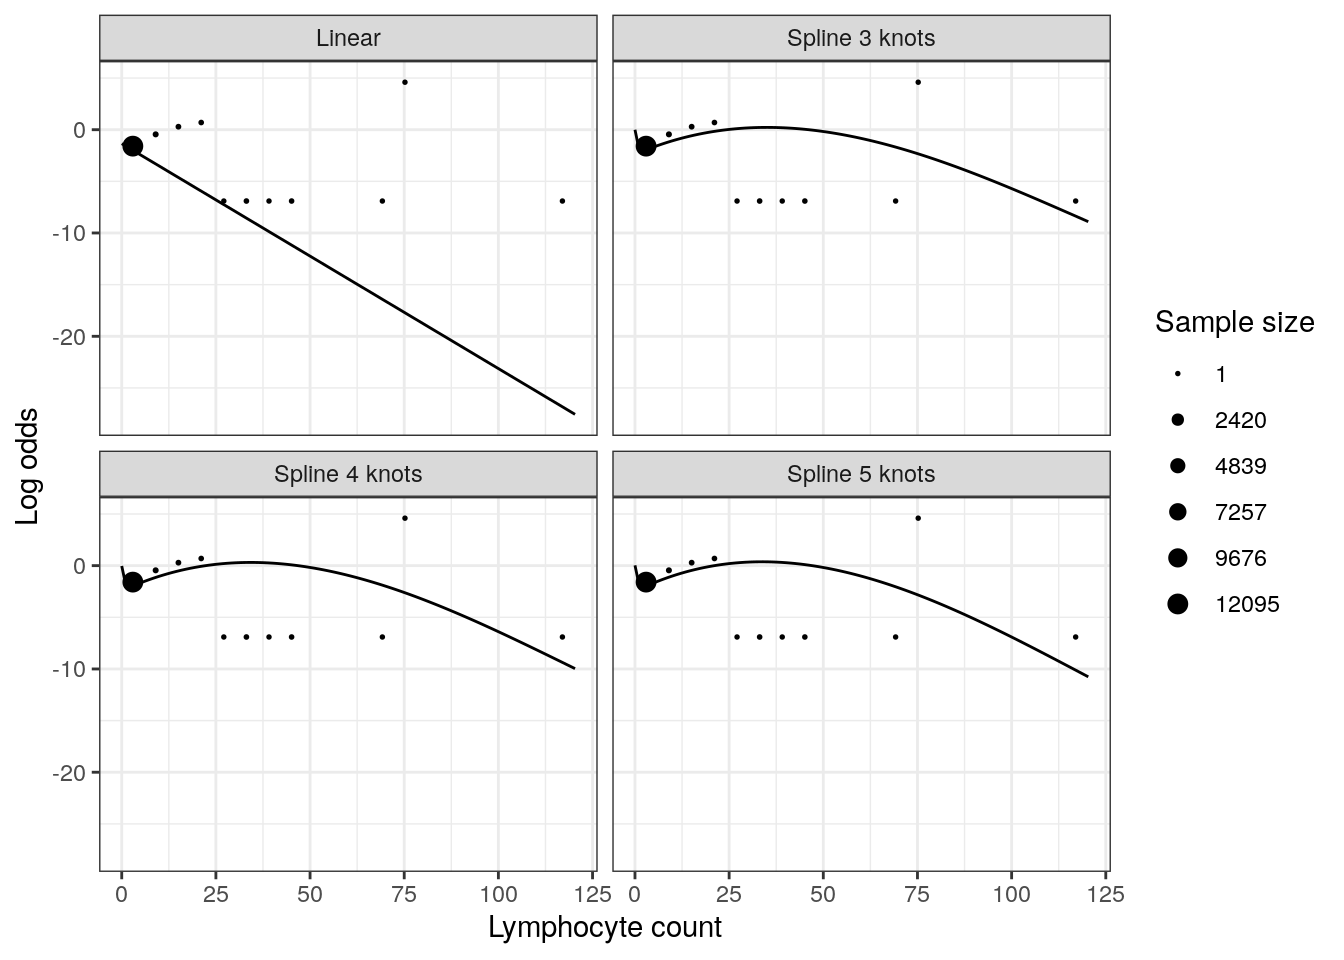 Linear
Spline 3 knots
0
-10
-20
Spline 4 knots
Spline 5 knots
0
-10
-20
0 25 50 75 100 125
0 25 50 75 100 125
Lymphocyte count
Log odds
Sample size
1
2420
4839
7257
9676
12095